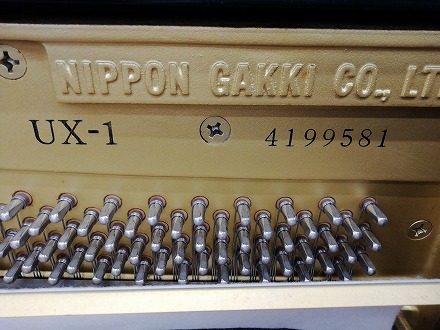 NIPPON GAKKI CO., LT
UX-1 4199581